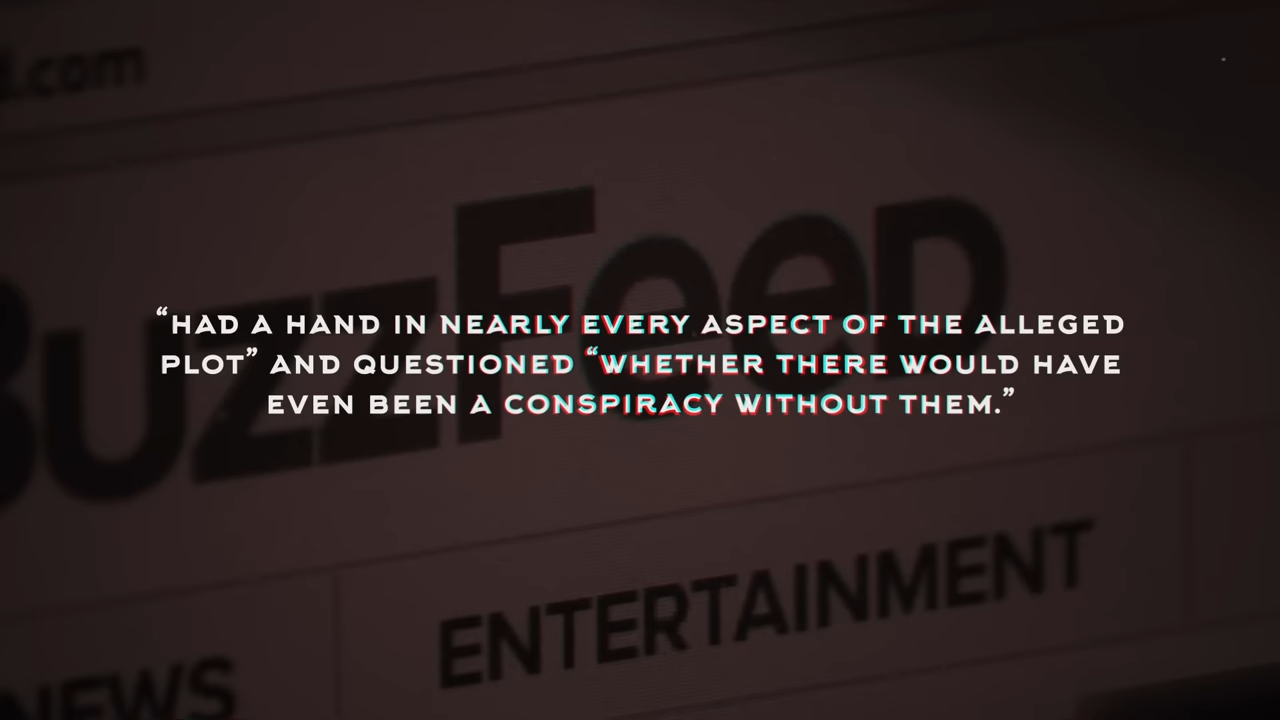 d.com
BuzzFeed
“HAD A HAND IN NEARLY EVERY ASPECT OF THE ALLEGED
PLOT” AND QUESTIONED “WHETHER THERE WOULD HAVE
EVEN BEEN A CONSPIRACY WITHOUT THEM.”
NEWS
ENTERTAINMENT